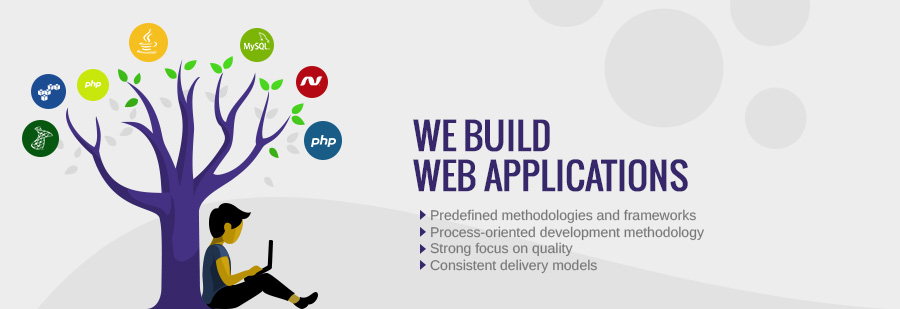 MySQL
php
php
WE BUILD
WEB APPLICATIONS
Predefined methodologies and frameworks
Process-oriented development methodology
Strong focus on quality
Consistent delivery models